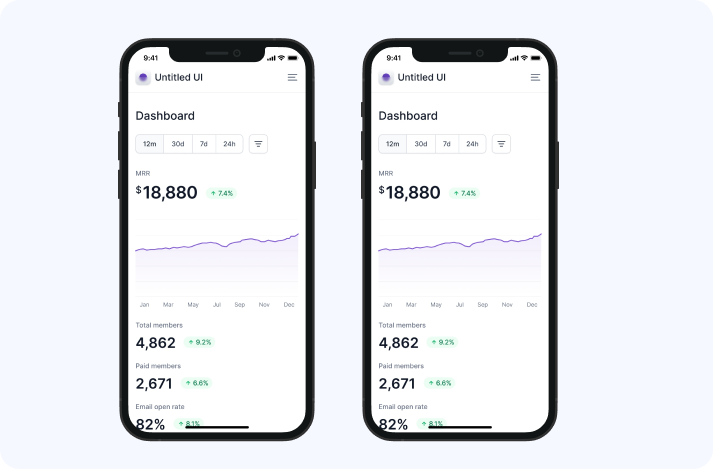 9:41
Untitled UI
Dashboard
12m 30d 7d 24h
MRR
$18,880 ↑ 7.4%
Jan Mar May Jul Sep Nov Dec
Total members
4,862 ↑ 9.2%
Paid members
2,671 ↑ 6.6%
Email open rate
82% ↑ 8.1%
9:41
Untitled UI
Dashboard
12m 30d 7d 24h
MRR
$18,880 ↑ 7.4%
Jan Mar May Jul Sep Nov Dec
Total members
4,862 ↑ 9.2%
Paid members
2,671 ↑ 6.6%
Email open rate
82% ↑ 8.1%